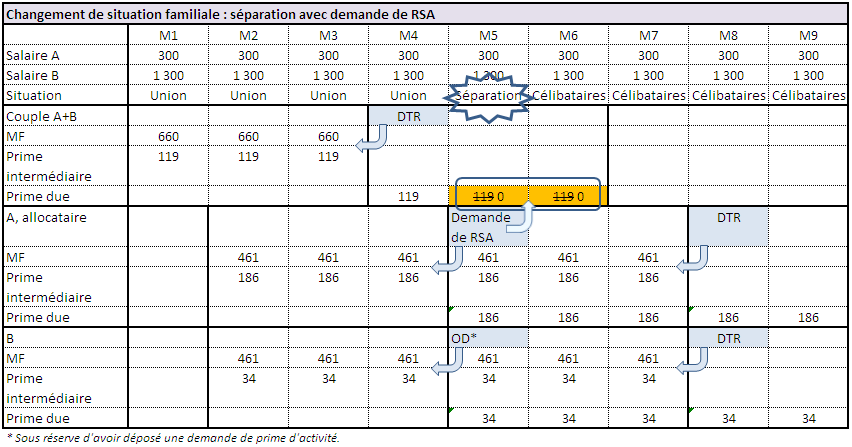 Changement de situation familiale : séparation avec demande de RSA
M1 M2 M3 M4 M5 M6 M7 M8 M9
Salaire A 300 300 300 300 300 300 300 300 300
Salaire B 1 300 1 300 1 300 1 300 1 300 1 300 1 300 1 300 1 300
Situation Union Union Union Union Séparation Célibataires Célibataires Célibataires Célibataires
Couple A+B DTR
MF 660 660 660
Prime 119 119 119
intermédiaire
Prime due 119 119 0 119 0
A, allocataire Demande DTR
de RSA
MF 461 461 461 461 461 461
Prime 186 186 186 186 186 186
intermédiaire
Prime due 186 186 186 186 186
B OD* DTR
MF 461 461 461 461 461 461
Prime 34 34 34 34 34 34
intermédiaire
Prime due 34 34 34 34 34
* Sous réserve d'avoir déposé une demande de prime d'activité.